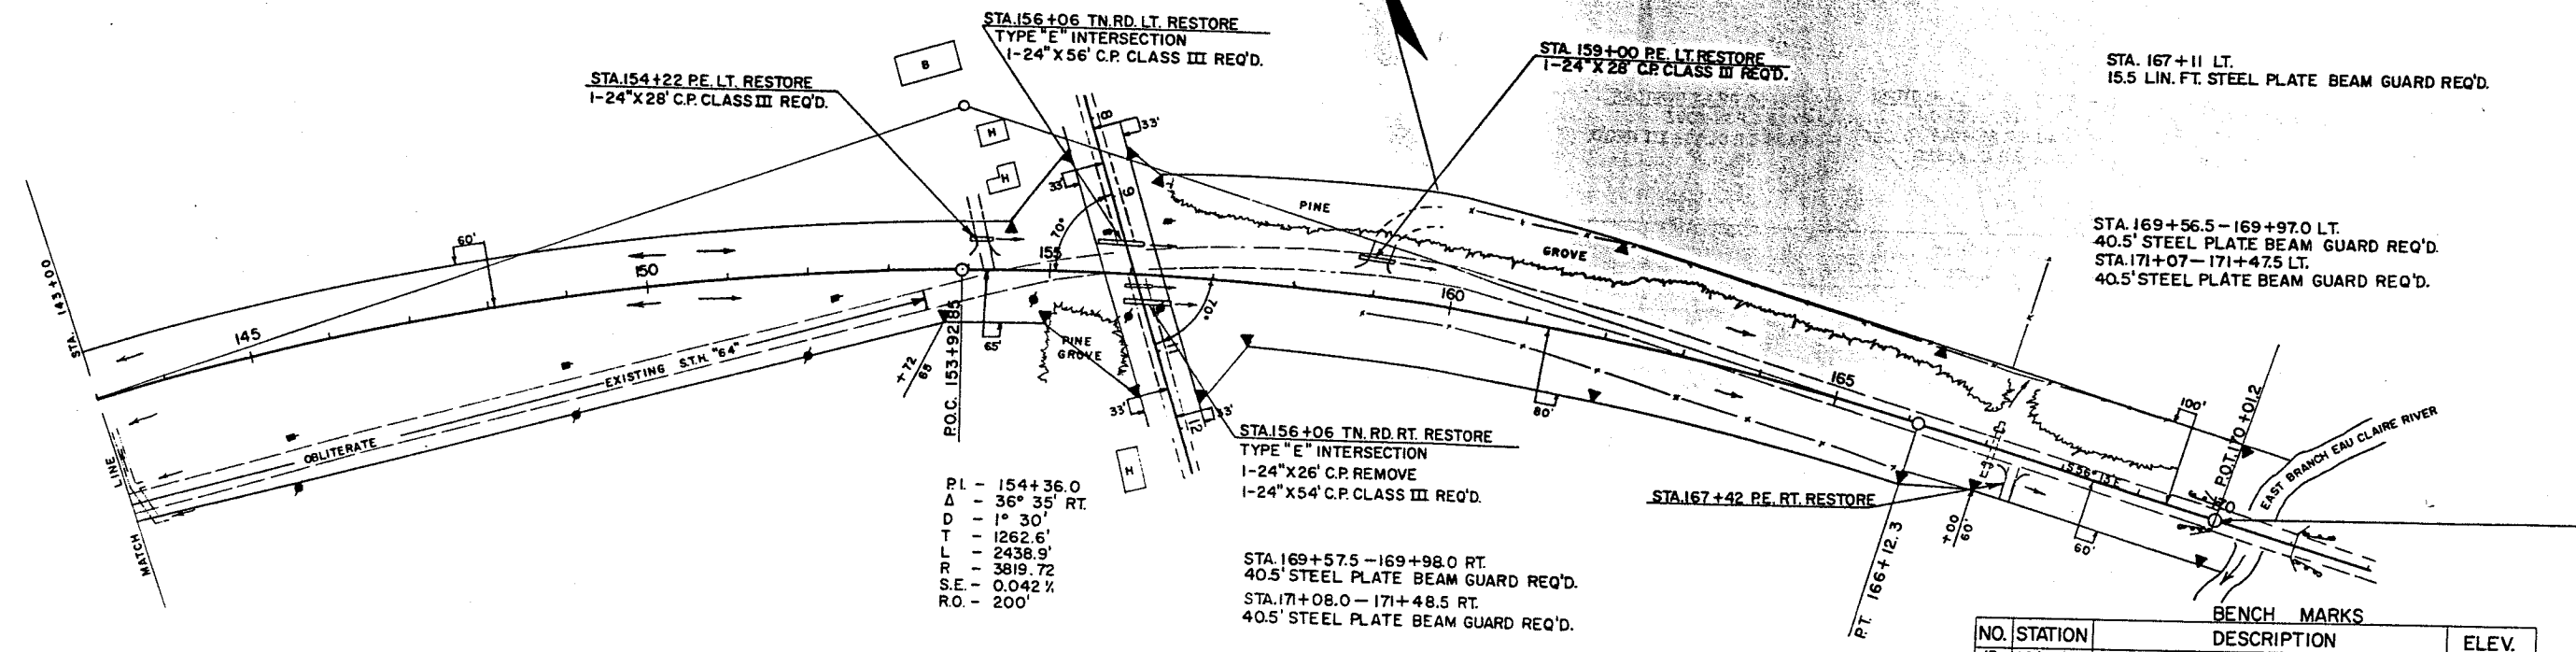 STA.156+06 TN.RD. LT. RESTORE
TYPE "E" INTERSECTION
1-24"X56' C.P. CLASS III REQ'D.
STA.154+22 P.E. LT. RESTORE
1-24"X28' C.P. CLASS III REQ'D.
STA. 159+00 P.E. LT. RESTORE
1-24"X28' C.P. CLASS III REQ'D.
STA. 167+11 LT.
15.5 LIN. FT. STEEL PLATE BEAM GUARD REQ'D.
B
H
H
8
33'
33'
9
70°
PINE
GROVE
STA. 169+56.5-169+97.0 LT.
40.5' STEEL PLATE BEAM GUARD REQ'D.
STA.171+07-171+47.5 LT.
40.5' STEEL PLATE BEAM GUARD REQ'D.
60'
STA. 143+00
145
150
155
160
165
170
70°
65'
PINE
GROVE
11
12
33'
33'
H
EXISTING S.T.H. "64"
OBLITERATE
MATCH LINE
+72
65
P.O.C. 153+92.85
80'
100'
S 56° 13' E
P.O.T. 170+01.2
EAST BRANCH EAU CLAIRE RIVER
STA.156+06 TN.RD. RT. RESTORE
TYPE "E" INTERSECTION
1-24"X26' C.P. REMOVE
1-24"X54' C.P. CLASS III REQ'D.
STA.167+42 P.E. RT. RESTORE
P.I. - 154+36.0
Δ - 36° 35' RT.
D - 1° 30'
T - 1262.6'
L - 2438.9'
R - 3819.72
S.E. - 0.042 %
R.O. - 200'
STA.169+57.5-169+98.0 RT.
40.5' STEEL PLATE BEAM GUARD REQ'D.
STA.171+08.0-171+48.5 RT.
40.5' STEEL PLATE BEAM GUARD REQ'D.
P.T. 166+12.3
+00
60'
60'
BENCH MARKS
NO. STATION DESCRIPTION ELEV.